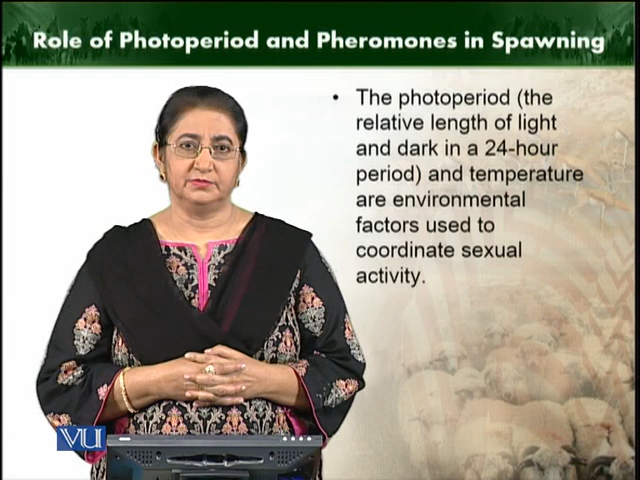 Role of Photoperiod and Pheromones in Spawning
• The photoperiod (the
relative length of light
and dark in a 24-hour
period) and temperature
are environmental
factors used to
coordinate sexual
activity.
VU